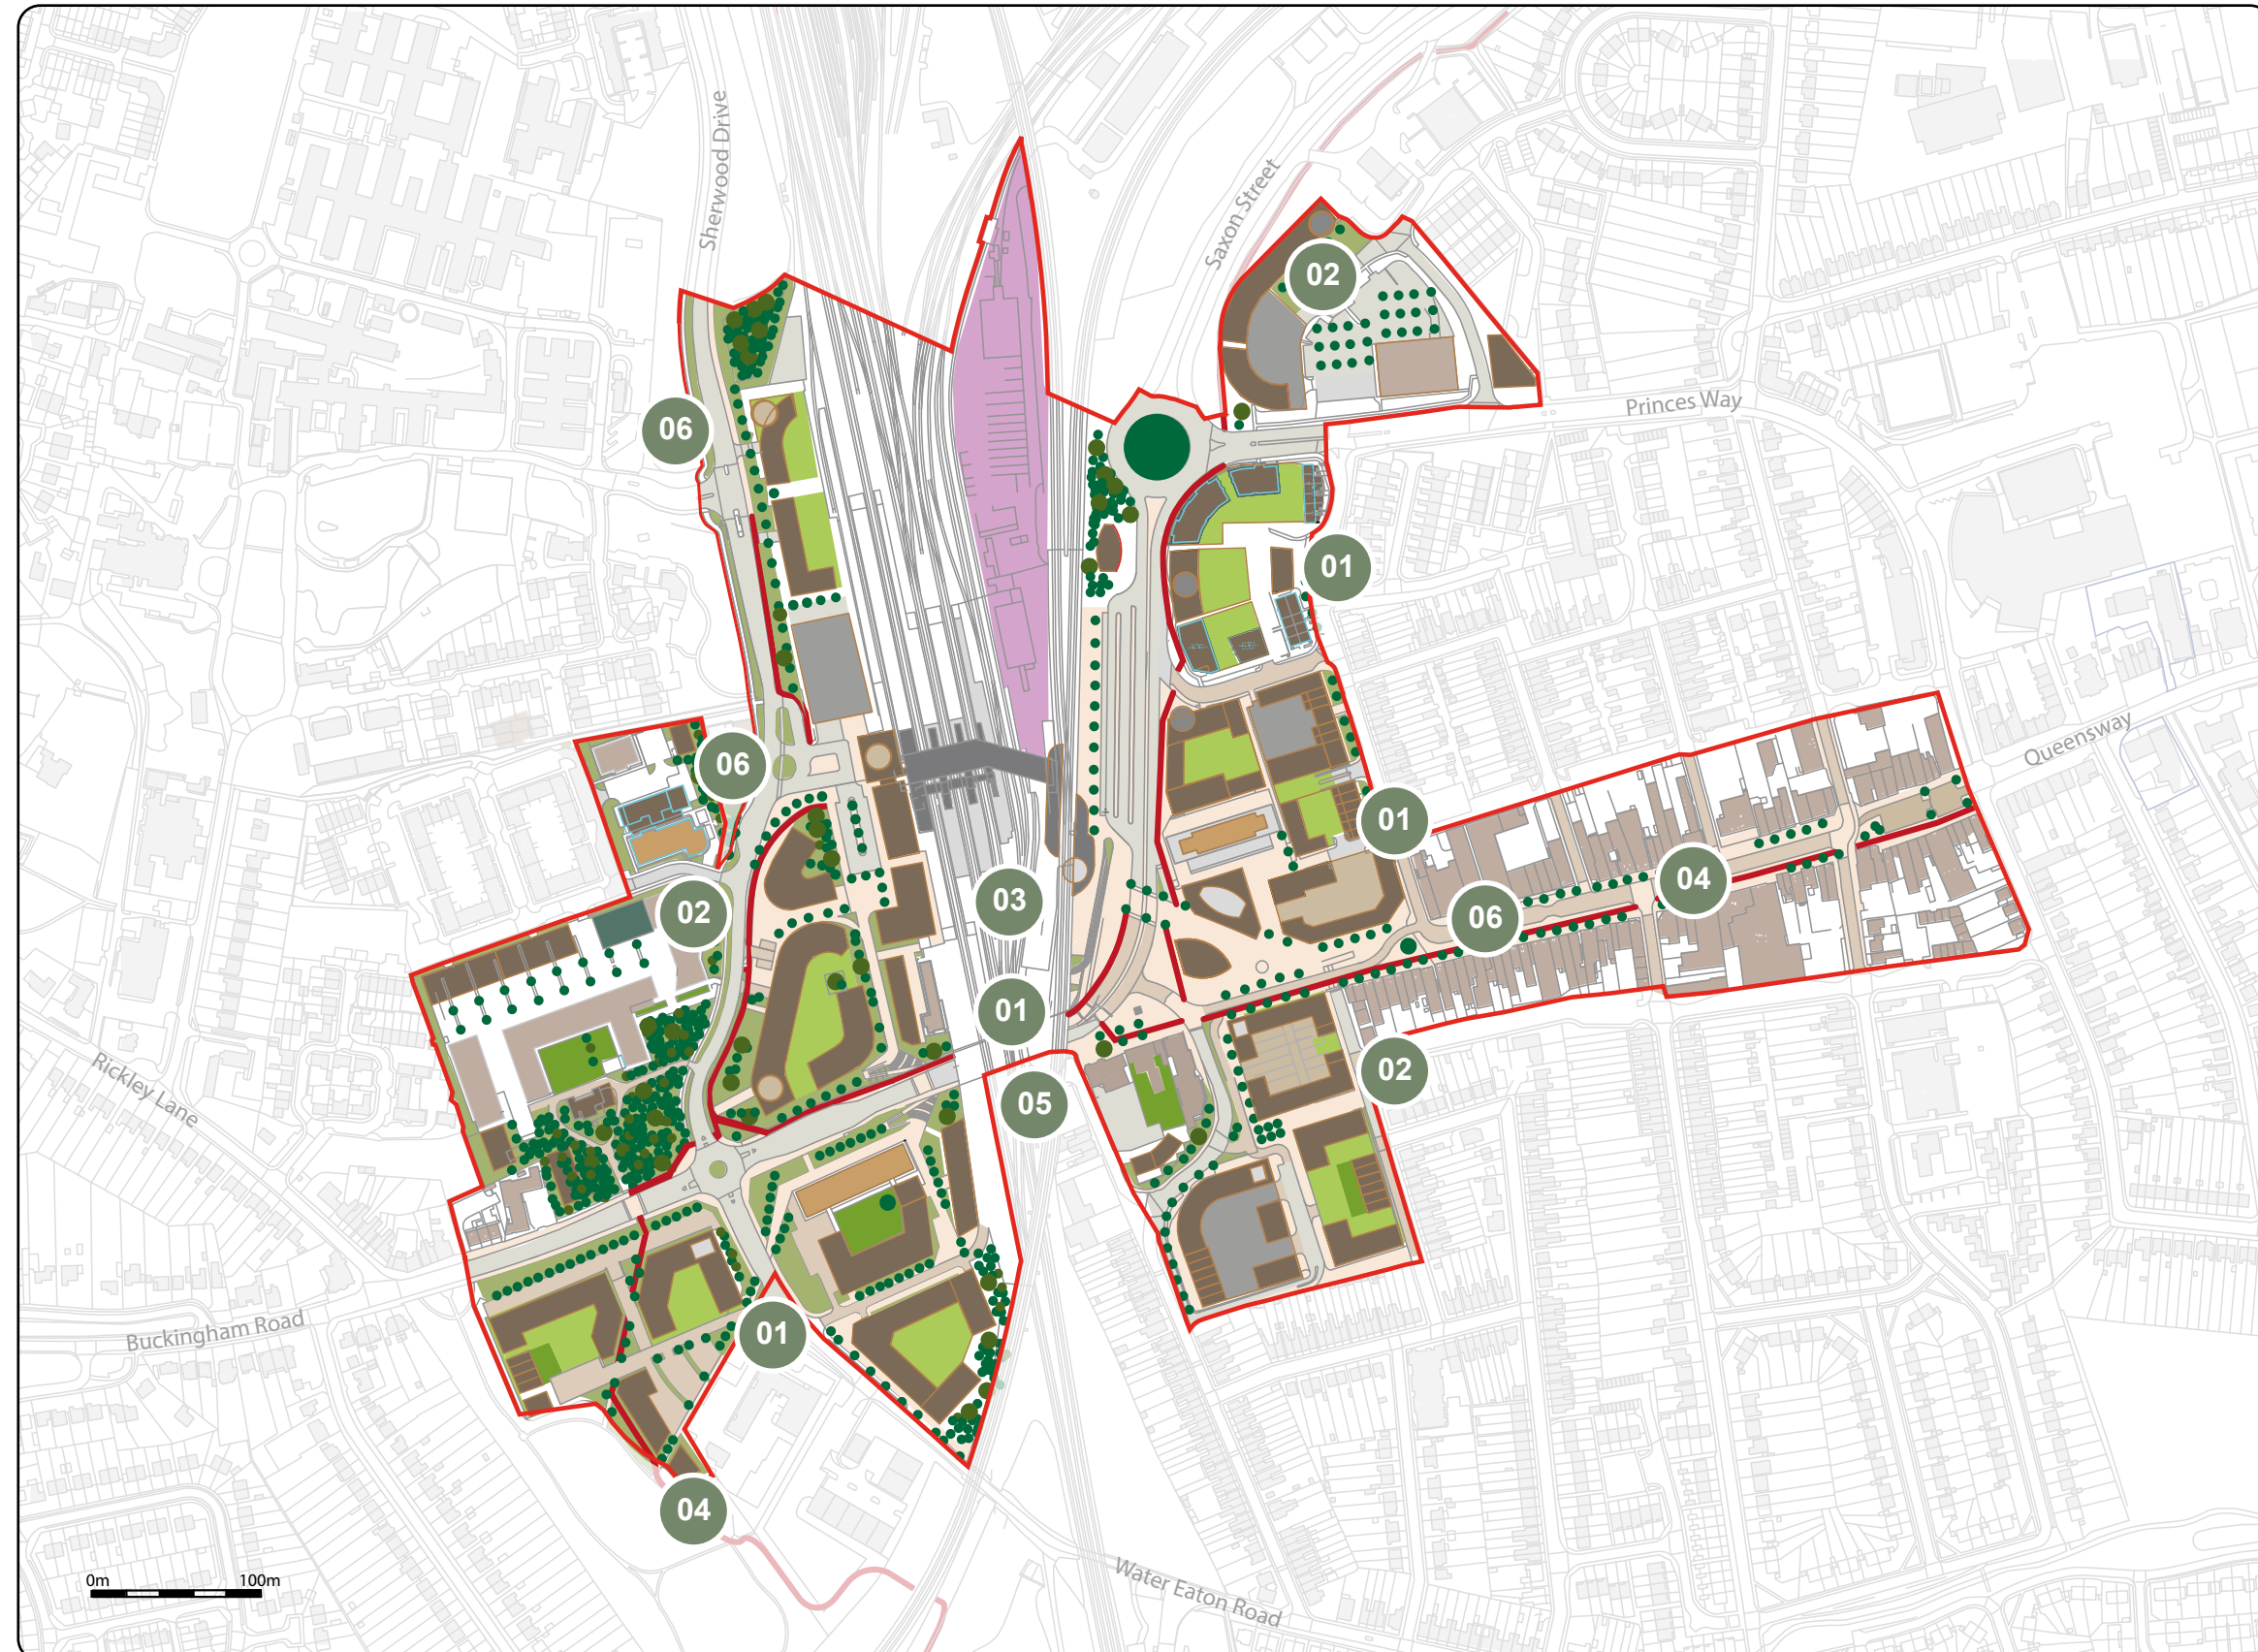 Sherwood Drive
Saxon Street
02
Princes Way
06
01
Queensway
06
01
04
02
03
06
01
02
05
Rickley Lane
Buckingham Road
01
04
0m 100m
Water Eaton Road